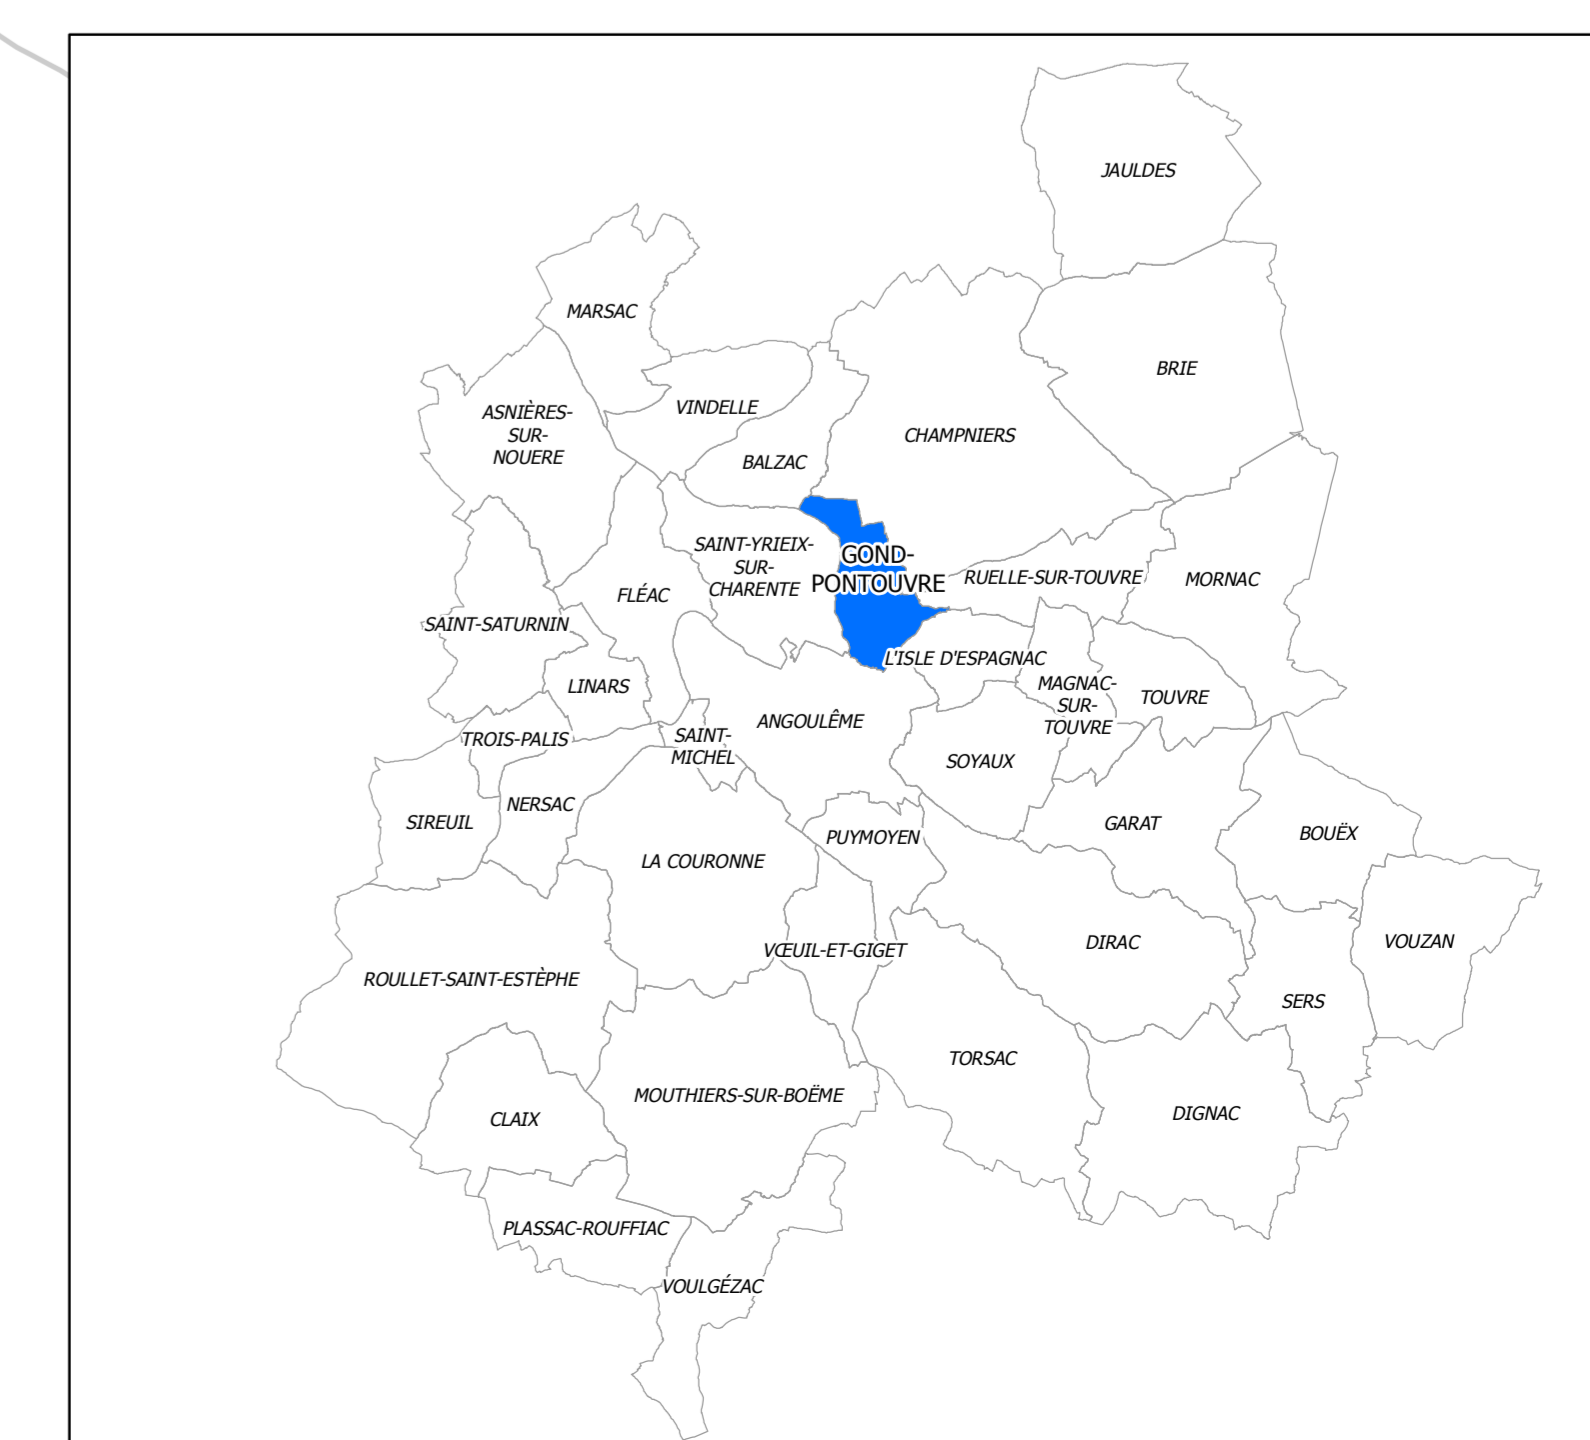 JAULDES
MARSAC
BRIE
VINDELLE
ASNIÈRES-
SUR-
NOUERE
CHAMPNIERS
BALZAC
SAINT-YRIEIX-
SUR-
CHARENTE
GOND-
PONTOUVRE
RUELLE-SUR-TOUVRE
MORNAC
FLÉAC
SAINT-SATURNIN
L'ISLE D'ESPAGNAC
LINARS
MAGNAC-
SUR-
TOUVRE
TOUVRE
ANGOULÊME
TROIS-PALIS
SAINT-
MICHEL
SOYAUX
NERSAC
SIREUIL
PUYMOYEN
GARAT
BOUËX
LA COURONNE
VŒUIL-ET-GIGET
DIRAC
VOUZAN
ROULLET-SAINT-ESTÈPHE
SERS
TORSAC
MOUTHIERS-SUR-BOËME
CLAIX
DIGNAC
PLASSAC-ROUFFIAC
VOULGÉZAC